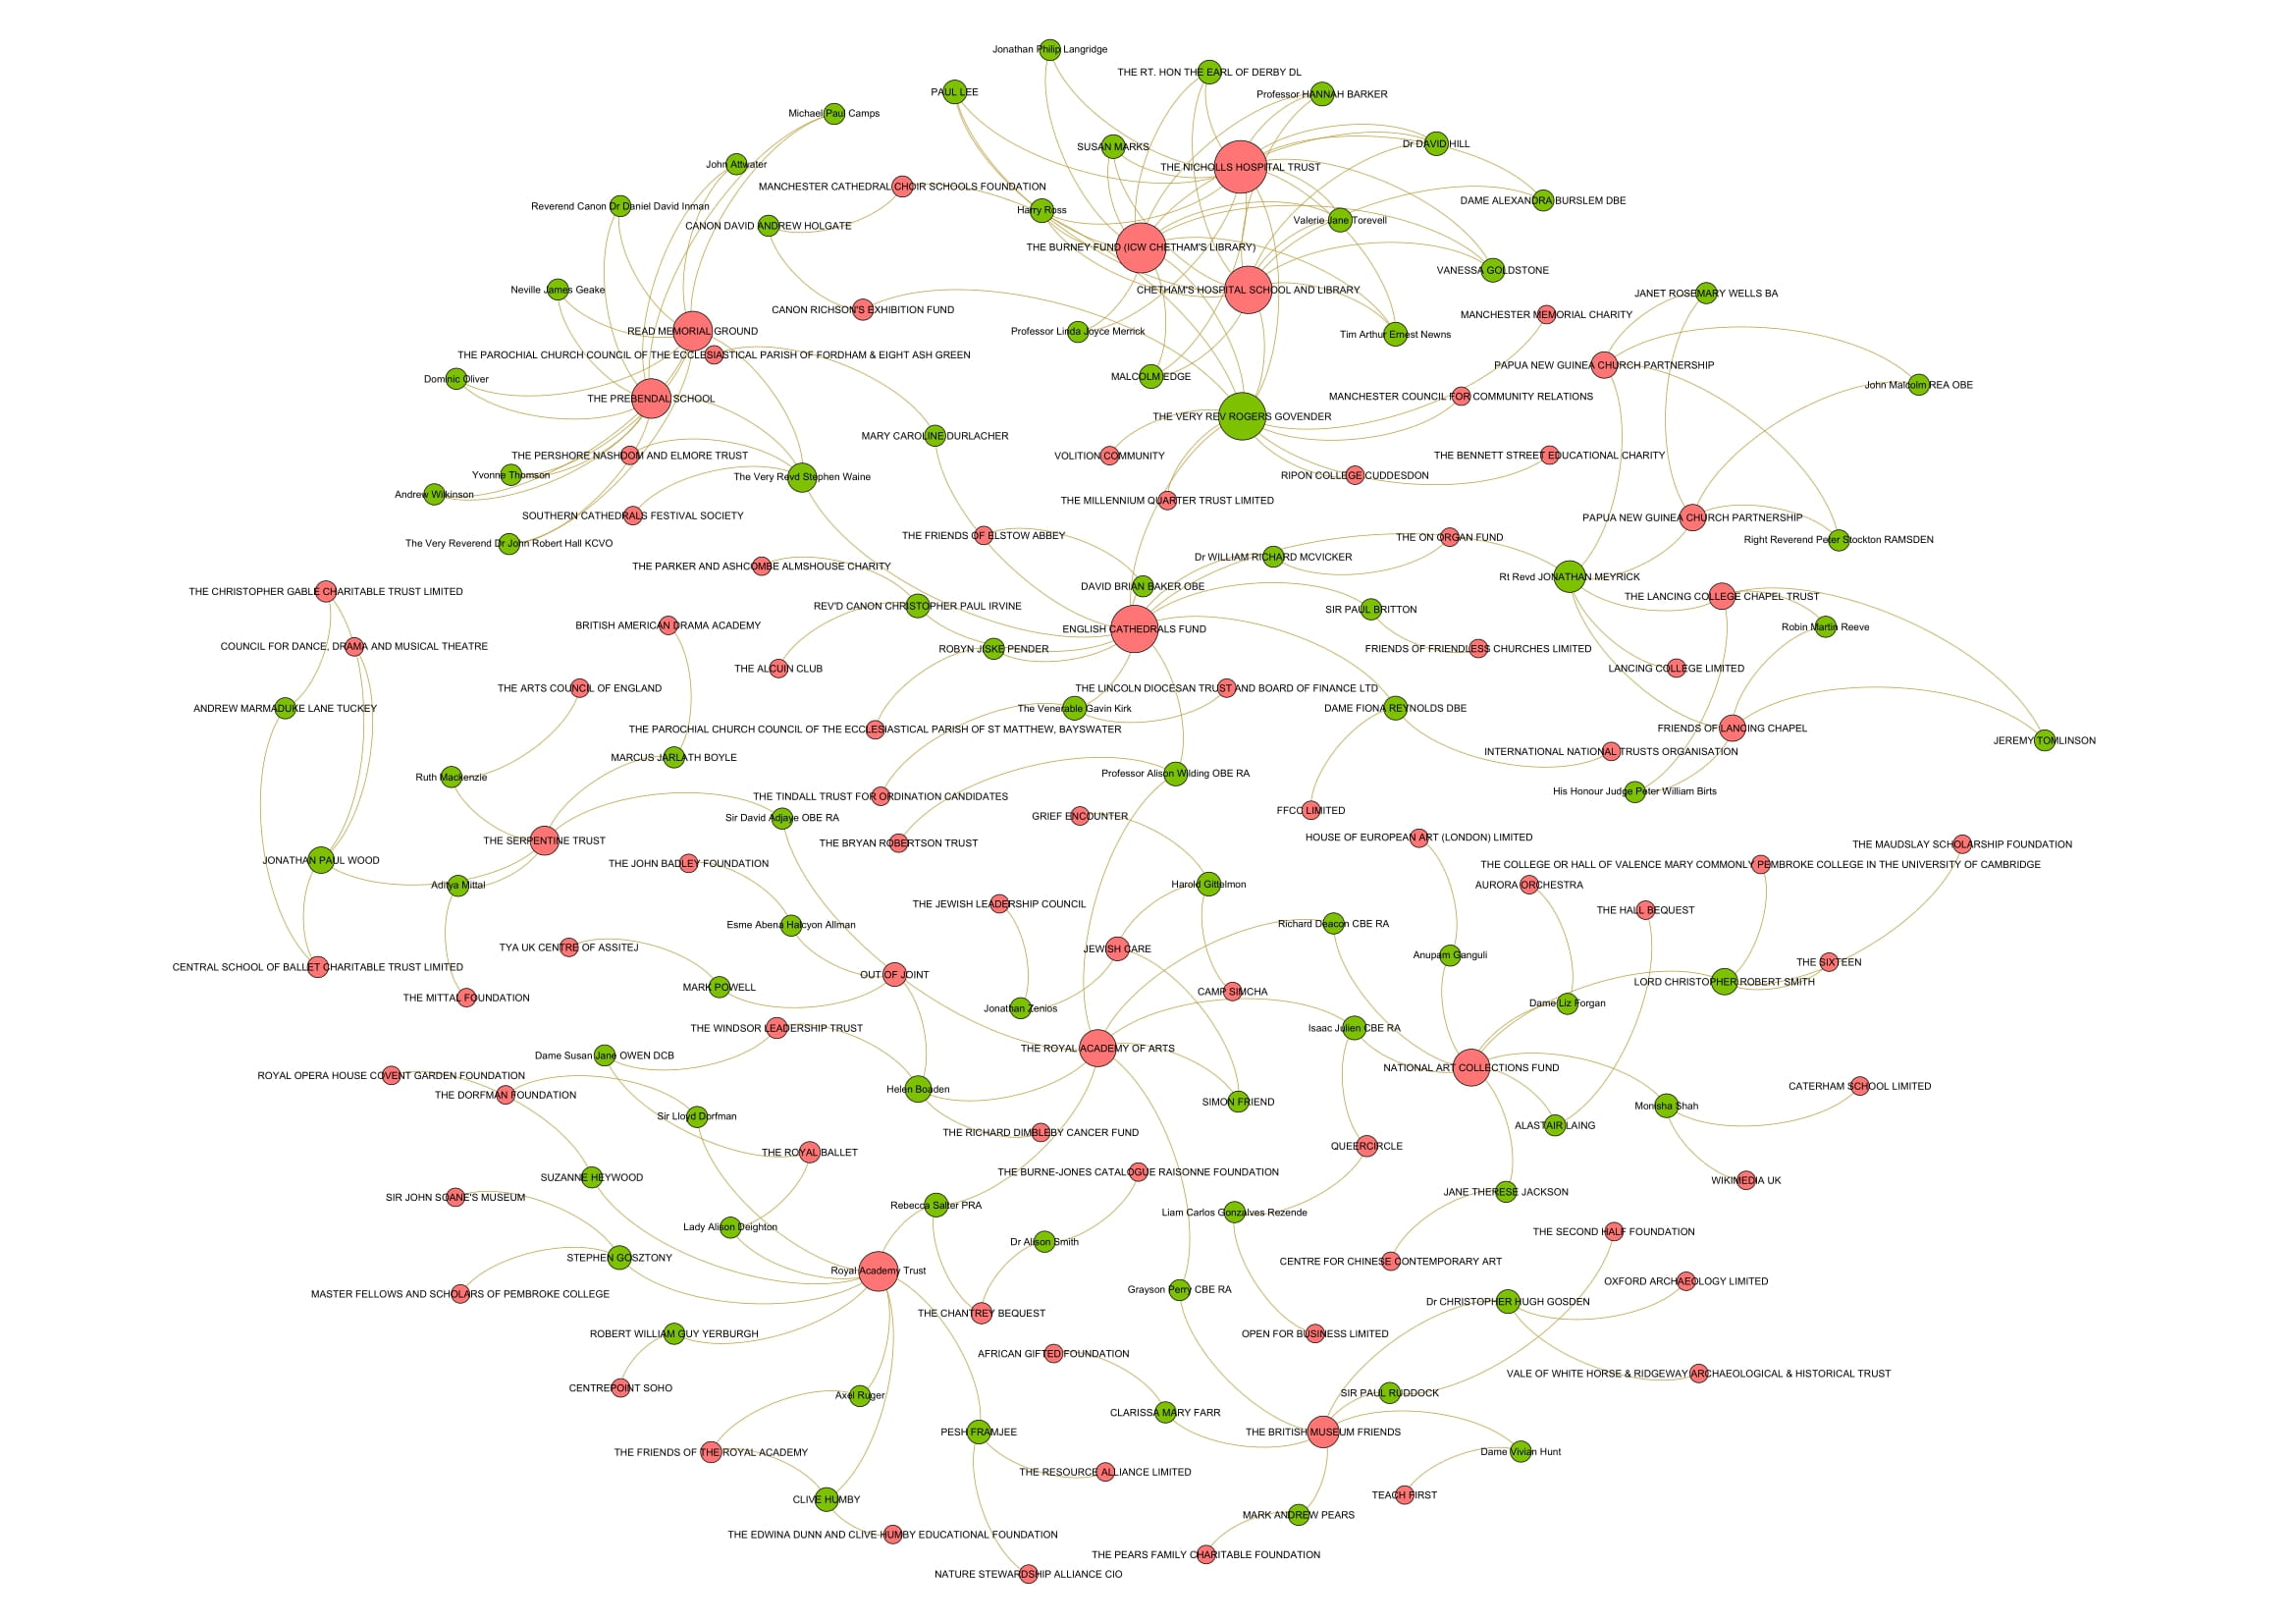 Jonathan Philip Langridge
THE RT. HON THE EARL OF DERBY DL
PAUL LEE
Professor HANNAH BARKER
Michael Paul Camps
SUSAN MARKS
Dr DAVID HILL
John Attwater
THE NICHOLLS HOSPITAL TRUST
MANCHESTER CATHEDRAL CHOIR SCHOOLS FOUNDATION
DAME ALEXANDRA BURSLEM DBE
Reverend Canon Dr Daniel David Inman
Harry Ross
Valerie Jane Torevell
CANON DAVID ANDREW HOLGATE
THE BURNEY FUND (ICW CHETHAM'S LIBRARY)
VANESSA GOLDSTONE
Neville James Geake
CHETHAM'S HOSPITAL SCHOOL AND LIBRARY
JANET ROSEMARY WELLS BA
CANON RICHSON'S EXHIBITION FUND
MANCHESTER MEMORIAL CHARITY
READ MEMORIAL GROUND
Professor Linda Joyce Merrick
Tim Arthur Ernest Newns
THE PAROCHIAL CHURCH COUNCIL OF THE ECCLESIASTICAL PARISH OF FORDHAM & EIGHT ASH GREEN
PAPUA NEW GUINEA CHURCH PARTNERSHIP
Dominic Oliver
MALCOLM EDGE
John Malcolm REA OBE
THE PREBENDAL SCHOOL
MANCHESTER COUNCIL FOR COMMUNITY RELATIONS
THE VERY REV ROGERS GOVENDER
MARY CAROLINE DURLACHER
THE PERSHORE NASHDOM AND ELMORE TRUST
VOLITION COMMUNITY
THE BENNETT STREET EDUCATIONAL CHARITY
Yvonne Thomson
The Very Revd Stephen Waine
RIPON COLLEGE CUDDESDON
Andrew Wilkinson
THE MILLENNIUM QUARTER TRUST LIMITED
SOUTHERN CATHEDRALS FESTIVAL SOCIETY
PAPUA NEW GUINEA CHURCH PARTNERSHIP
THE FRIENDS OF ELSTOW ABBEY
THE ON ORGAN FUND
Right Reverend Peter Stockton RAMSDEN
The Very Reverend Dr John Robert Hall KCVO
Dr WILLIAM RICHARD MCVICKER
THE PARKER AND ASHCOMBE ALMSHOUSE CHARITY
Rt Revd JONATHAN MEYRICK
DAVID BRIAN BAKER OBE
THE CHRISTOPHER GABLE CHARITABLE TRUST LIMITED
THE LANCING COLLEGE CHAPEL TRUST
REV'D CANON CHRISTOPHER PAUL IRVINE
SIR PAUL BRITTON
BRITISH AMERICAN DRAMA ACADEMY
ENGLISH CATHEDRALS FUND
Robin Martin Reeve
COUNCIL FOR DANCE, DRAMA AND MUSICAL THEATRE
ROBYN JISKE PENDER
FRIENDS OF FRIENDLESS CHURCHES LIMITED
THE ALCUIN CLUB
LANCING COLLEGE LIMITED
THE ARTS COUNCIL OF ENGLAND
THE LINCOLN DIOCESAN TRUST AND BOARD OF FINANCE LTD
ANDREW MARMADUKE LANE TUCKEY
The Venerable Gavin Kirk
DAME FIONA REYNOLDS DBE
THE PAROCHIAL CHURCH COUNCIL OF THE ECCLESIASTICAL PARISH OF ST MATTHEW, BAYSWATER
FRIENDS OF LANCING CHAPEL
JEREMY TOMLINSON
INTERNATIONAL NATIONAL TRUSTS ORGANISATION
MARCUS JARLATH BOYLE
Ruth Mackenzie
Professor Alison Wilding OBE RA
His Honour Judge Peter William Birts
THE TINDALL TRUST FOR ORDINATION CANDIDATES
FFCC LIMITED
Sir David Adjaye OBE RA
GRIEF ENCOUNTER
THE SERPENTINE TRUST
THE BRYAN ROBERTSON TRUST
HOUSE OF EUROPEAN ART (LONDON) LIMITED
THE MAUDSLAY SCHOLARSHIP FOUNDATION
JONATHAN PAUL WOOD
THE JOHN BADLEY FOUNDATION
THE COLLEGE OR HALL OF VALENCE MARY COMMONLY PEMBROKE COLLEGE IN THE UNIVERSITY OF CAMBRIDGE
Aditya Mittal
Harold Gittelmon
AURORA ORCHESTRA
THE JEWISH LEADERSHIP COUNCIL
THE HALL BEQUEST
Esme Abena Halcyon Allman
Richard Deacon CBE RA
TYA UK CENTRE OF ASSITEJ
JEWISH CARE
Anupam Ganguli
CENTRAL SCHOOL OF BALLET CHARITABLE TRUST LIMITED
OUT OF JOINT
THE SIXTEEN
MARK POWELL
CAMP SIMCHA
LORD CHRISTOPHER ROBERT SMITH
THE MITTAL FOUNDATION
Jonathan Zenios
Dame Liz Forgan
THE WINDSOR LEADERSHIP TRUST
Isaac Julien CBE RA
Dame Susan Jane OWEN DCB
THE ROYAL ACADEMY OF ARTS
NATIONAL ART COLLECTIONS FUND
ROYAL OPERA HOUSE COVENT GARDEN FOUNDATION
Helen Boaden
CATERHAM SCHOOL LIMITED
THE DORFMAN FOUNDATION
SIMON FRIEND
Monisha Shah
Sir Lloyd Dorfman
ALASTAIR LAING
THE RICHARD DIMBLEBY CANCER FUND
THE ROYAL BALLET
QUEERCIRCLE
THE BURNE-JONES CATALOGUE RAISONNE FOUNDATION
SUZANNE HEYWOOD
WIKIMEDIA UK
SIR JOHN SOANE'S MUSEUM
JANE THERESE JACKSON
Rebecca Salter PRA
Liam Carlos Gonzalves Rezende
Lady Alison Deighton
THE SECOND HALF FOUNDATION
Dr Alison Smith
STEPHEN GOSZTONY
CENTRE FOR CHINESE CONTEMPORARY ART
Royal Academy Trust
OXFORD ARCHAEOLOGY LIMITED
MASTER FELLOWS AND SCHOLARS OF PEMBROKE COLLEGE
Grayson Perry CBE RA
Dr CHRISTOPHER HUGH GOSDEN
THE CHANTREY BEQUEST
ROBERT WILLIAM GUY YERBURGH
OPEN FOR BUSINESS LIMITED
AFRICAN GIFTED FOUNDATION
VALE OF WHITE HORSE & RIDGEWAY ARCHAEOLOGICAL & HISTORICAL TRUST
CENTREPOINT SOHO
Axel Ruger
SIR PAUL RUDDOCK
CLARISSA MARY FARR
PESH FRAMJEE
THE BRITISH MUSEUM FRIENDS
THE FRIENDS OF THE ROYAL ACADEMY
Dame Vivian Hunt
THE RESOURCE ALLIANCE LIMITED
TEACH FIRST
CLIVE HUMBY
MARK ANDREW PEARS
THE EDWINA DUNN AND CLIVE HUMBY EDUCATIONAL FOUNDATION
THE PEARS FAMILY CHARITABLE FOUNDATION
NATURE STEWARDSHIP ALLIANCE CIO